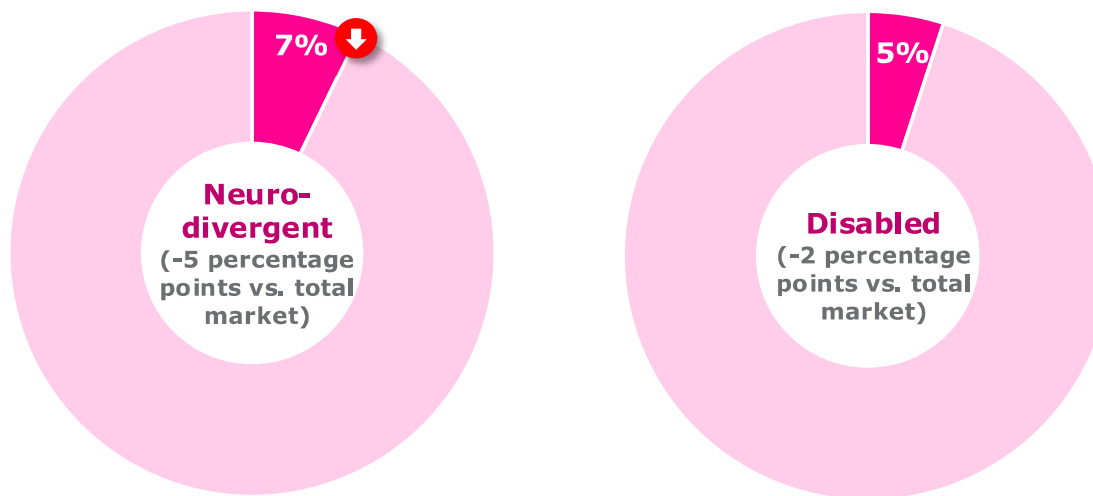 7%
Neuro-
divergent
(-5 percentage
points vs. total
market)
5%
Disabled
(-2 percentage
points vs. total
market)